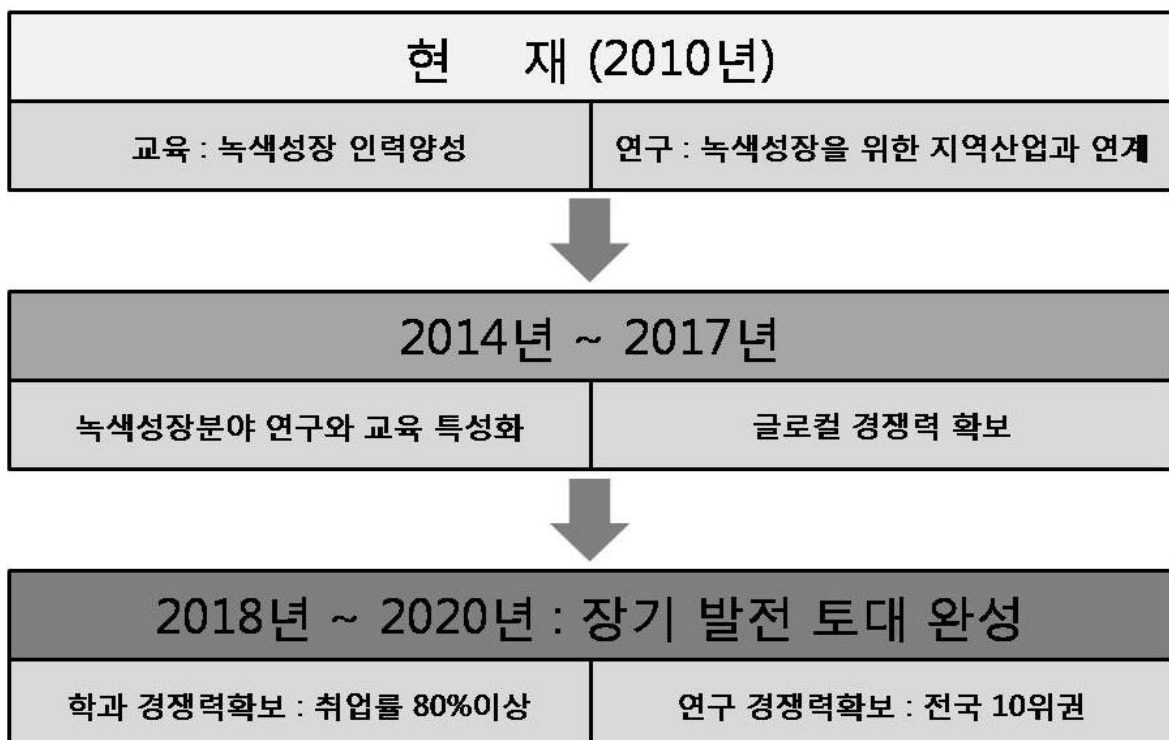 현 재 (2010년)
교육 : 녹색성장 인력양성
연구 : 녹색성장을 위한 지역산업과 연계
2014년 ~ 2017년
녹색성장분야 연구와 교육 특성화
글로컬 경쟁력 확보
2018년 ~ 2020년 : 장기 발전 토대 완성
학과 경쟁력확보 : 취업률 80%이상
연구 경쟁력확보 : 전국 10위권